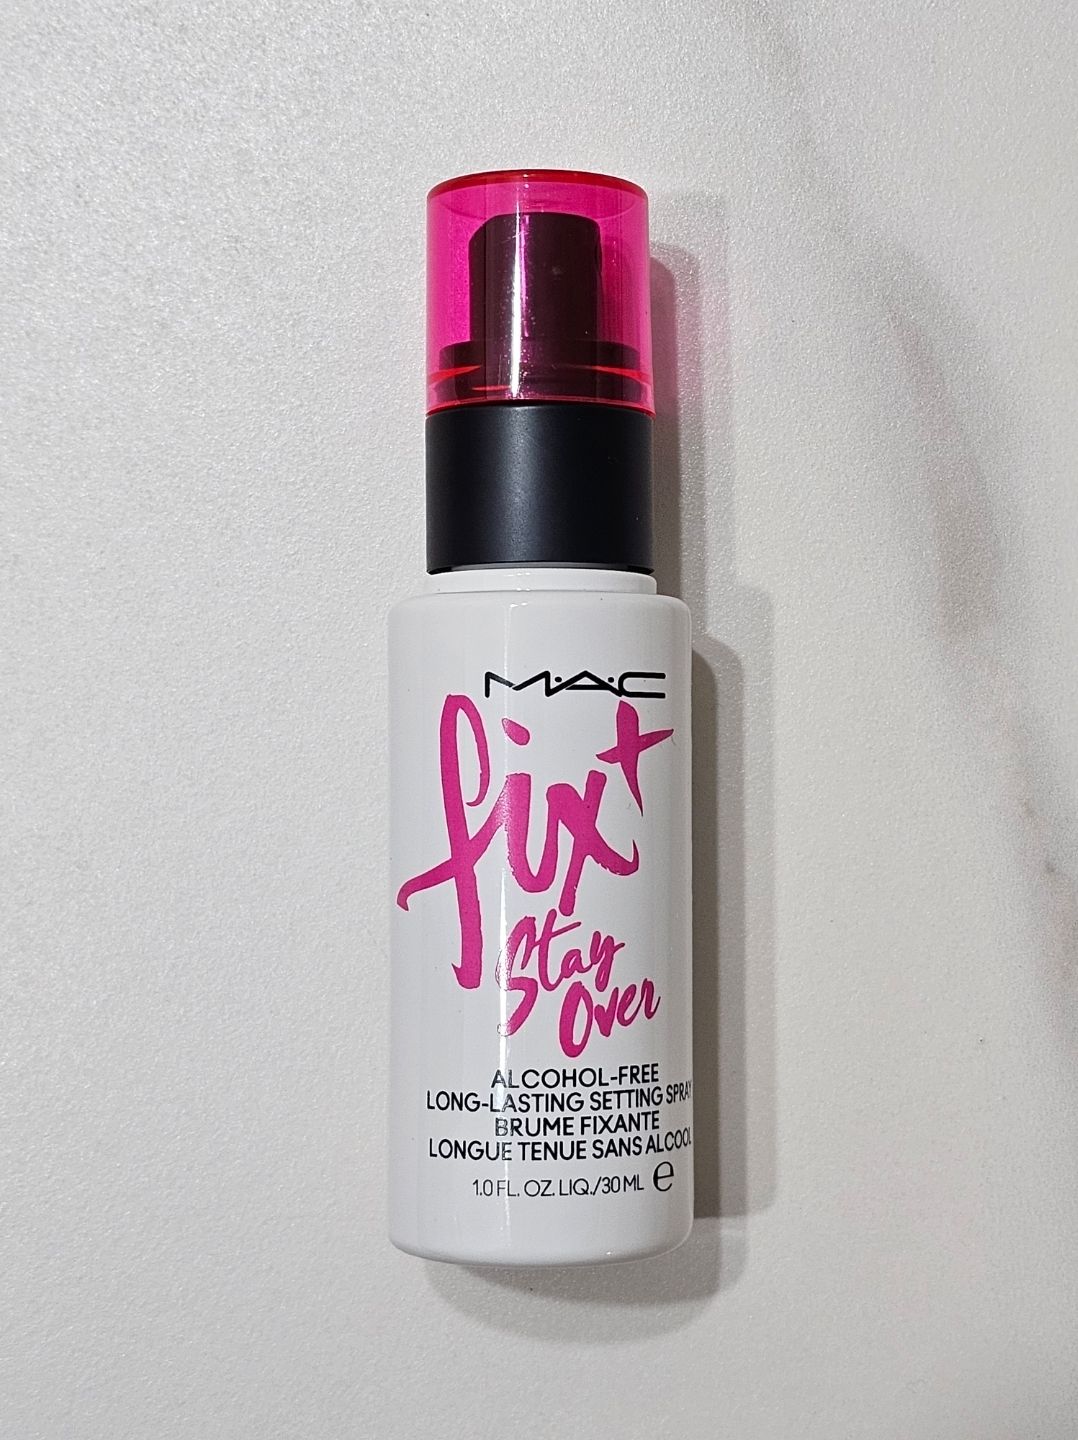 M·A·C
fix+
Stay
Over
ALCOHOL-FREE
LONG-LASTING SETTING SPRAY
BRUME FIXANTE
LONGUE TENUE SANS ALCOOL
1.0 FL. OZ. LIQ./30 ML ℮